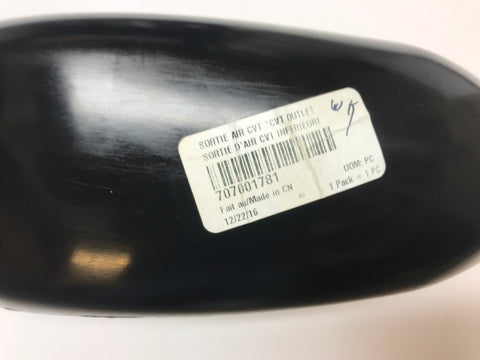 SORTIE AIR CVT *CVT OUTLET
SORTIE D'AIR CVT INFÉRIEURE
707001781
UOM: PC
Fait au/Made in CN
1 Pack = 1 PC
12/22/16